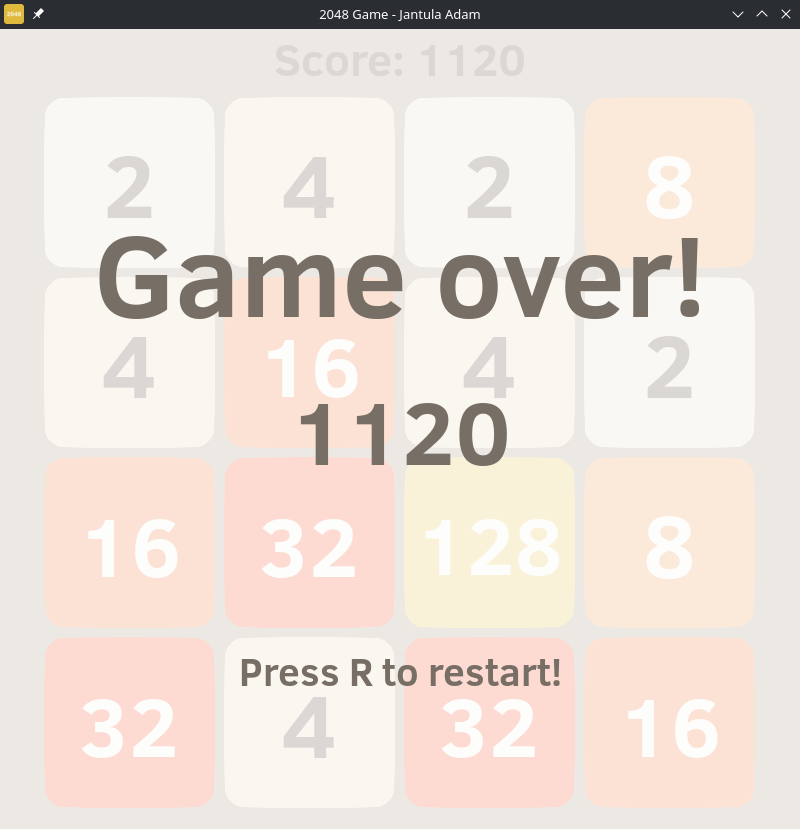 2048 Game - Jantula Adam
Score: 1120
2 4 2 8
Game over!
4 16 4 2
1120
16 32 128 8
Press R to restart!
32 4 32 16